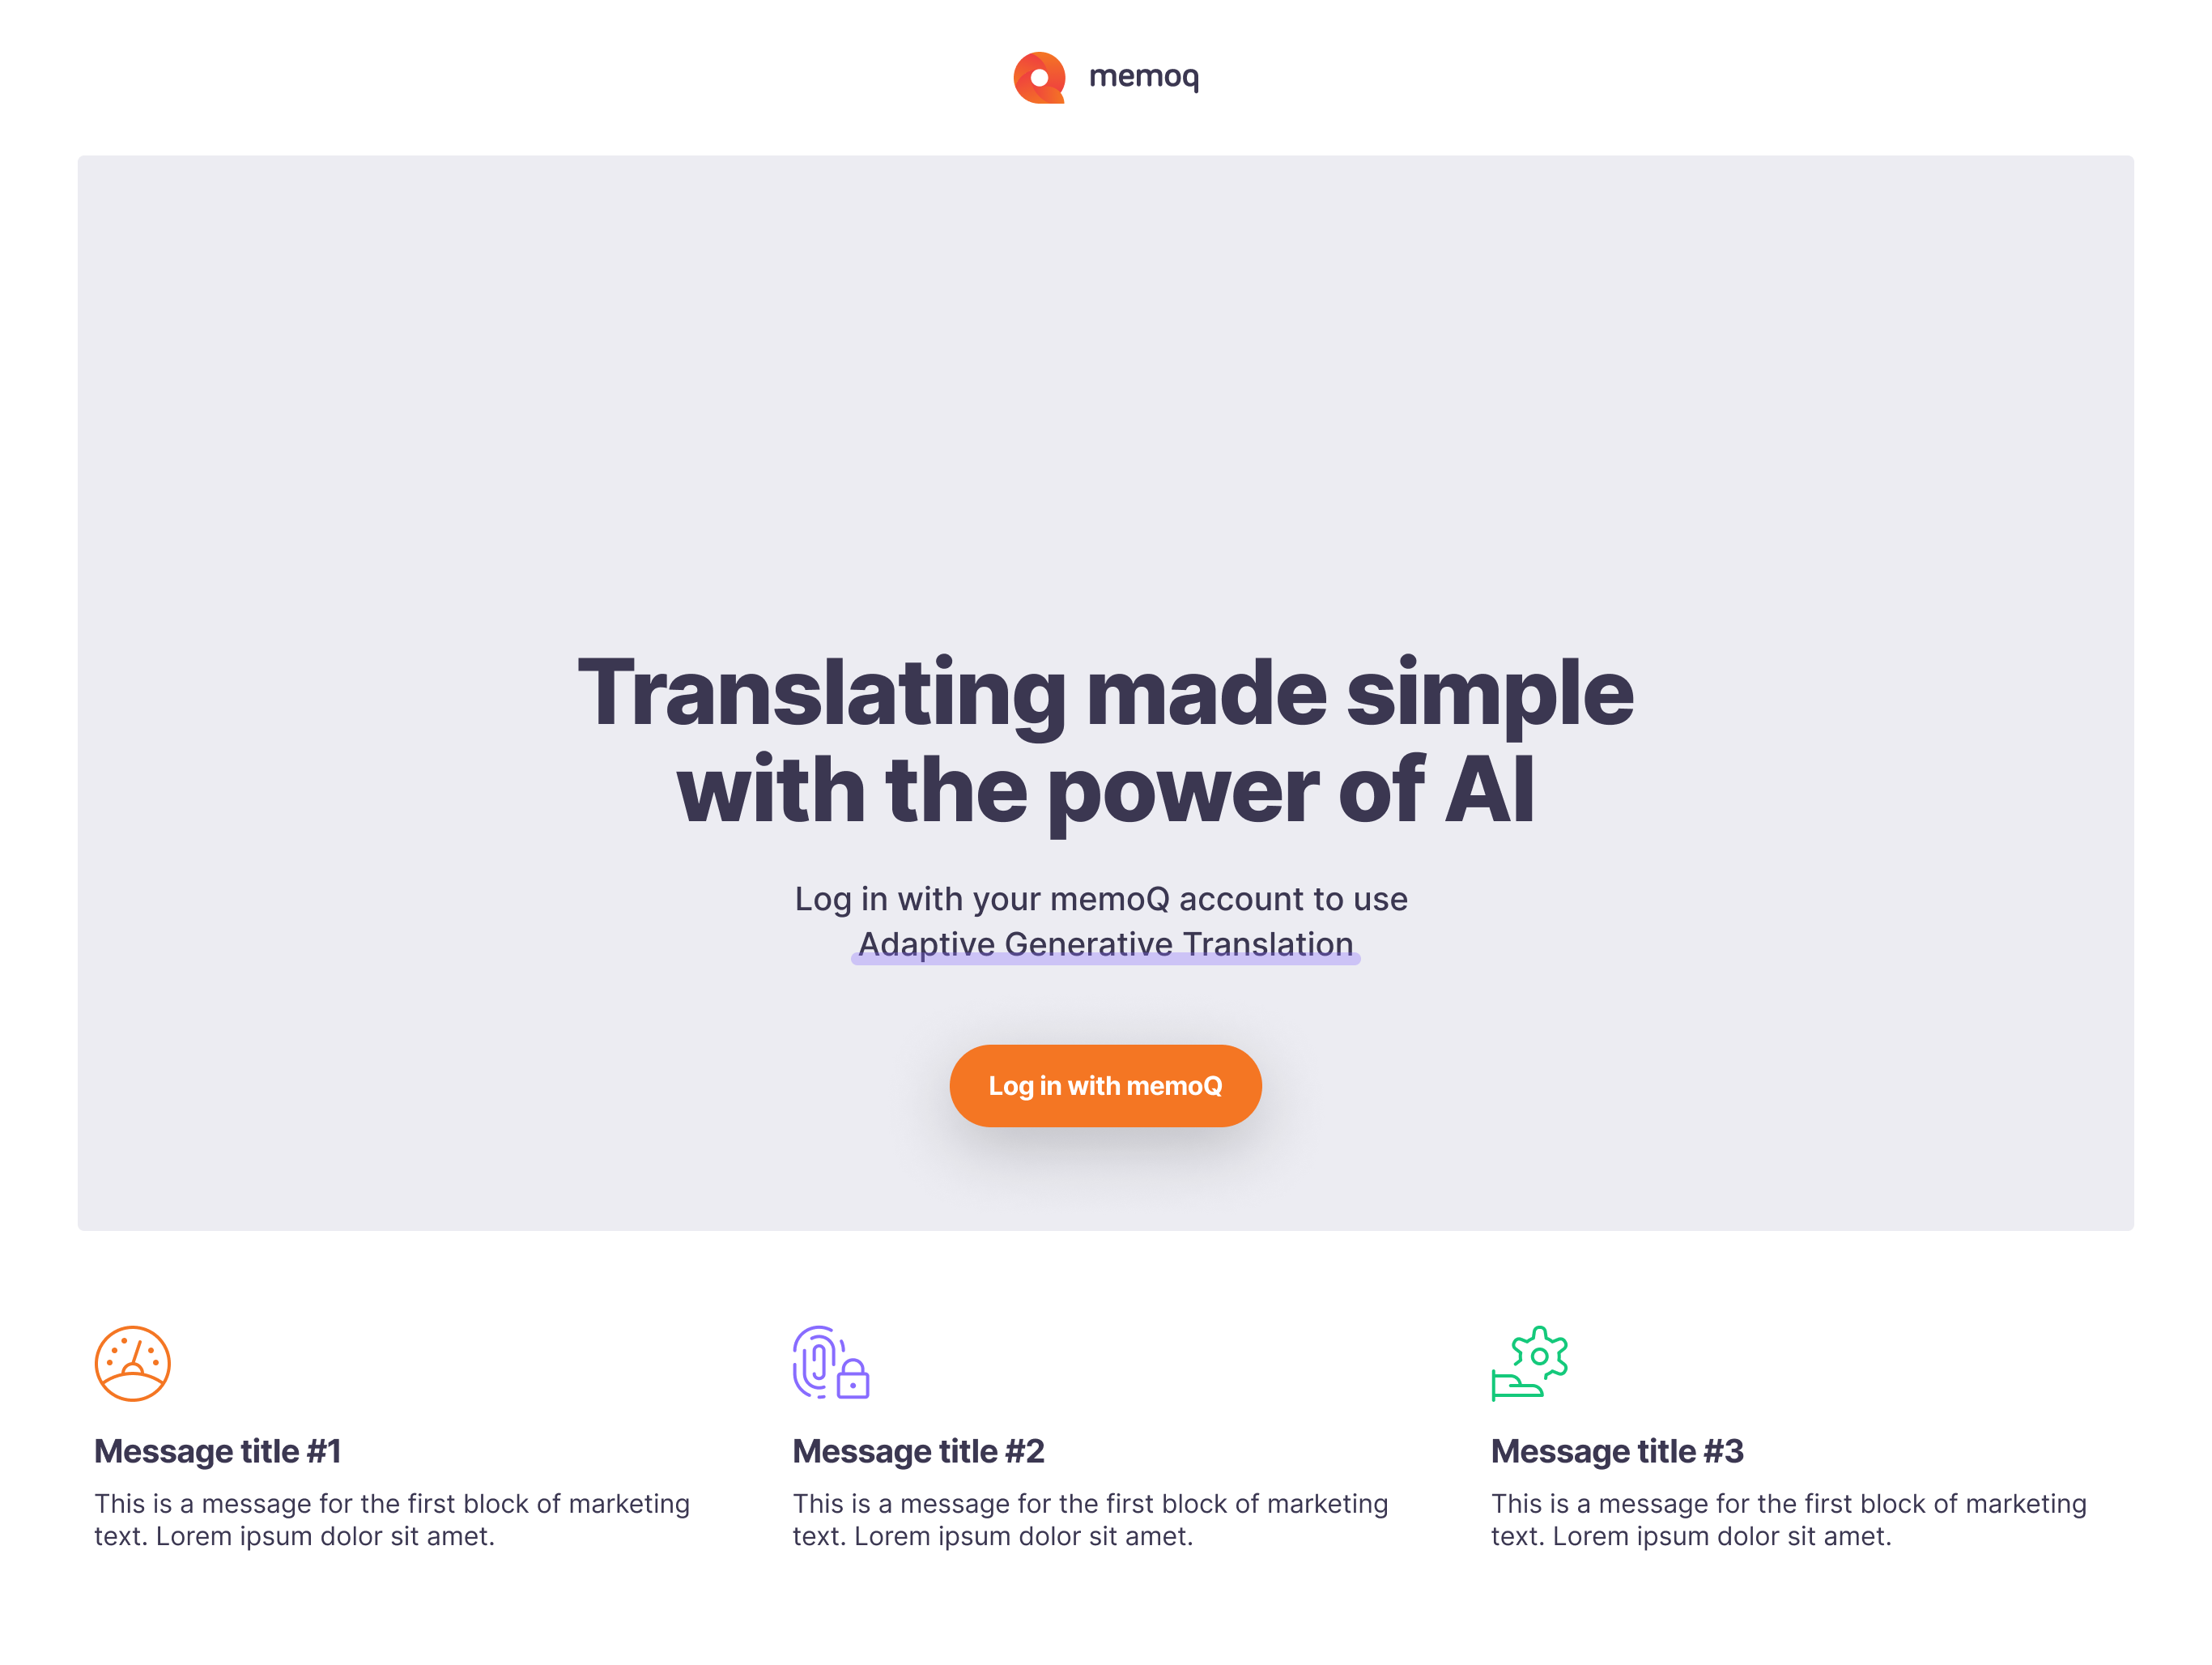 memoq
Translating made simple
with the power of AI
Log in with your memoQ account to use
Adaptive Generative Translation
Log in with memoQ
Message title #1
This is a message for the first block of marketing
text. Lorem ipsum dolor sit amet.
Message title #2
This is a message for the first block of marketing
text. Lorem ipsum dolor sit amet.
Message title #3
This is a message for the first block of marketing
text. Lorem ipsum dolor sit amet.